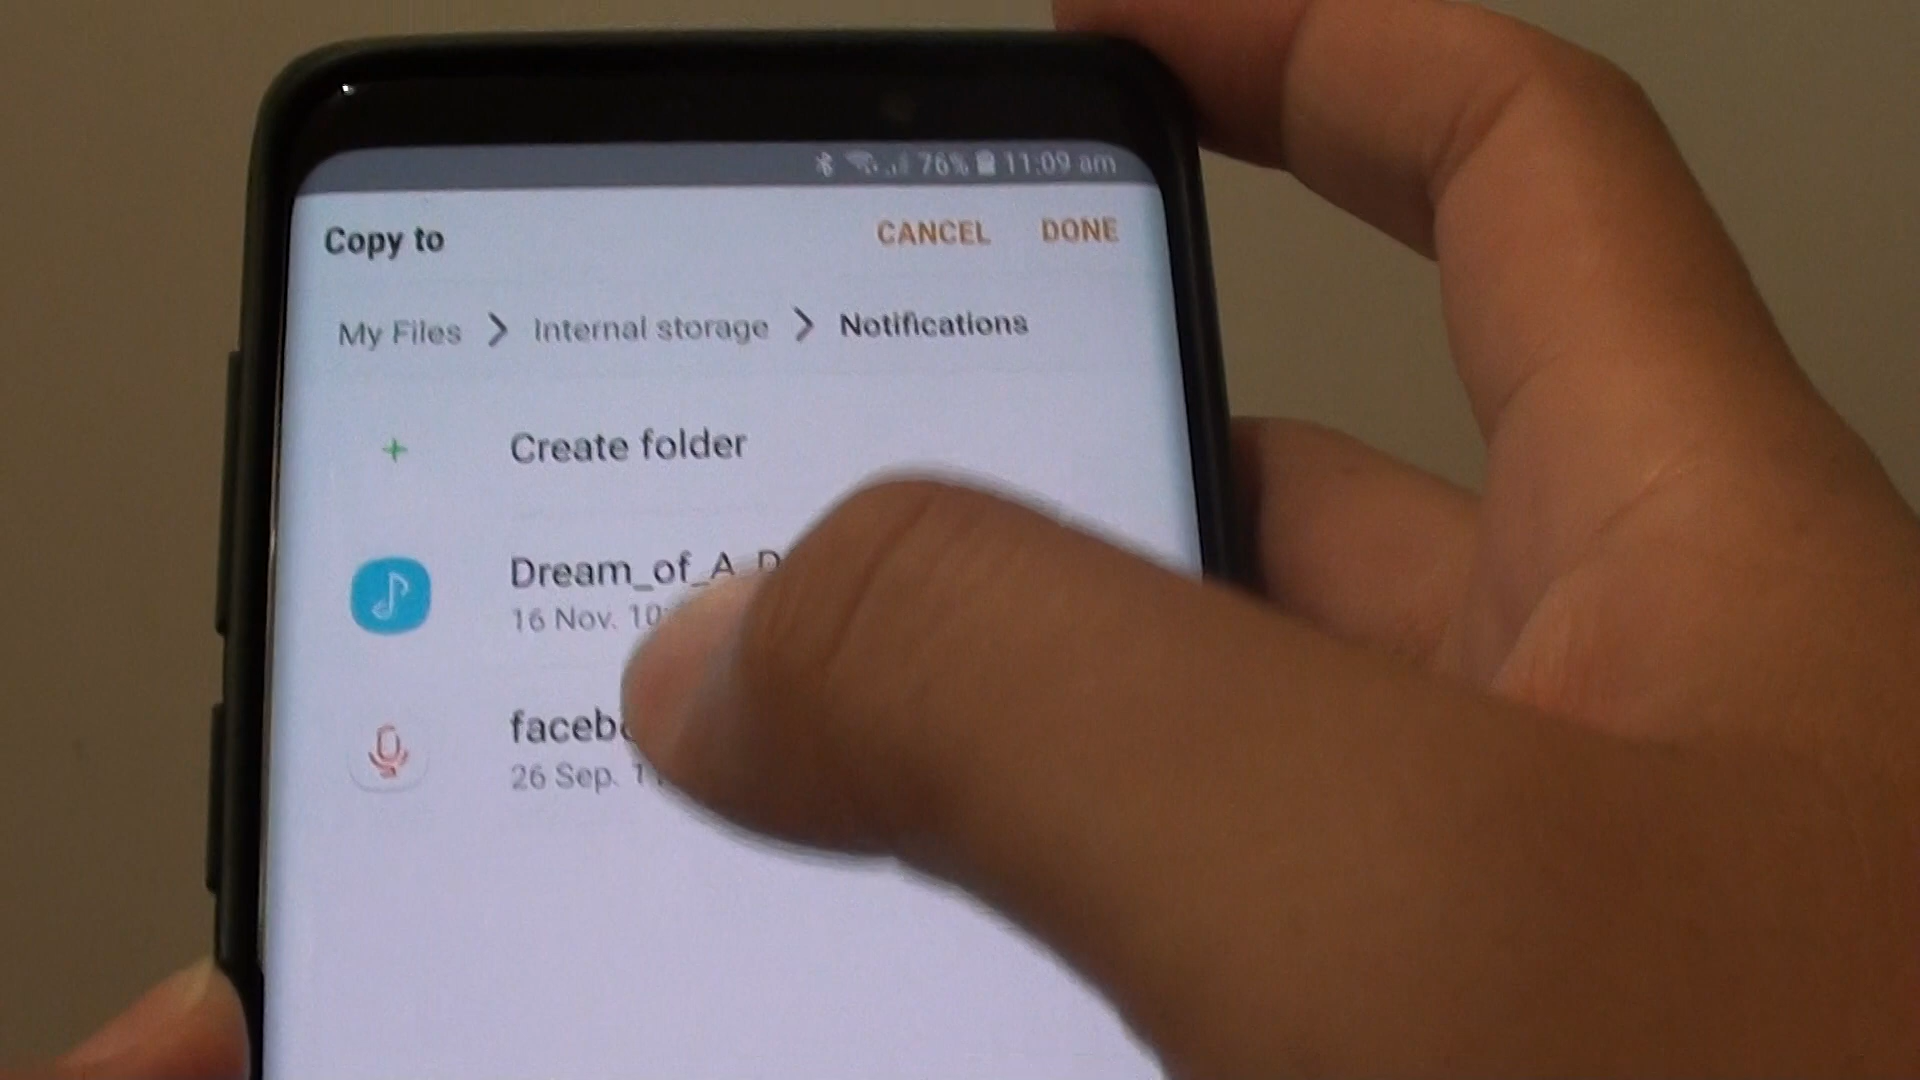 76% 11:09 am
Copy to CANCEL DONE
My Files > Internal storage > Notifications
+ Create folder
Dream_of_A_D
16 Nov. 10:
faceb
26 Sep. 1